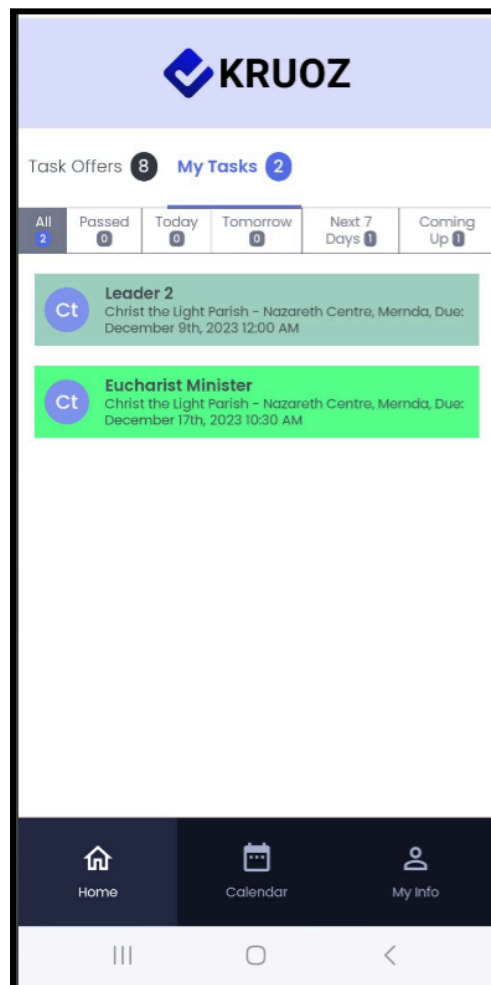 KRUOZ
Task Offers 8 My Tasks 2
All Passed Today Tomorrow Next 7 Coming
2 0 0 0 Days 1 Up 1
Ct
Leader 2
Christ the Light Parish - Nazareth Centre, Mernda, Due:
December 9th, 2023 12:00 AM
Ct
Eucharist Minister
Christ the Light Parish - Nazareth Centre, Mernda, Due:
December 17th, 2023 10:30 AM
Home Calendar My Info